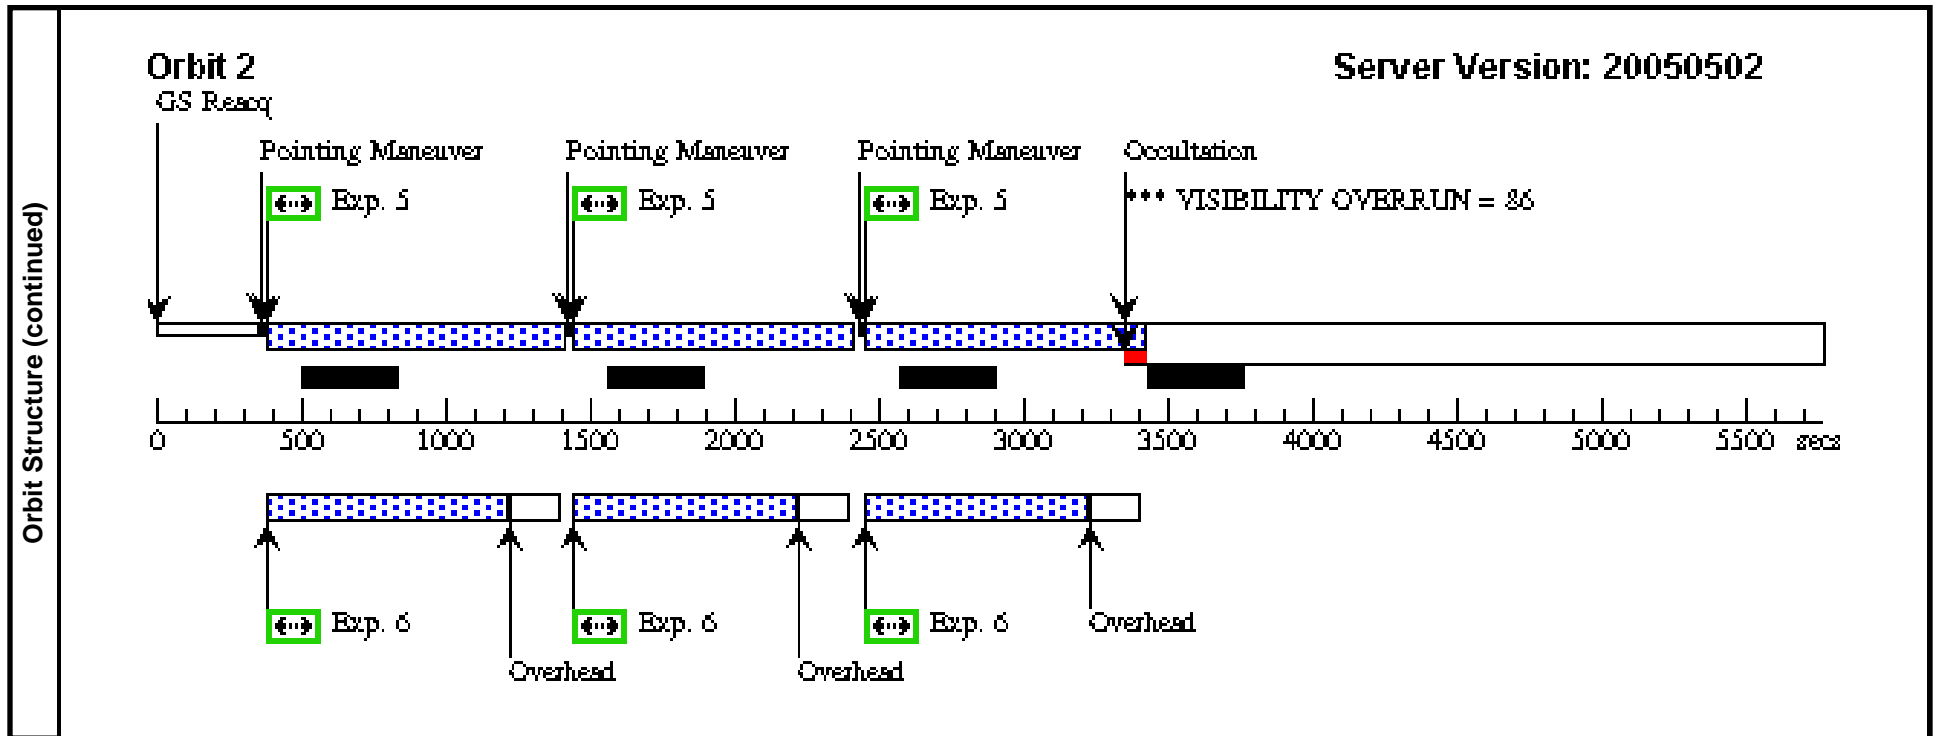 Orbit Structure (continued)
Orbit 2
Server Version: 20050502
GS Reacq
Pointing Maneuver
Pointing Maneuver
Pointing Maneuver
Occultation
Exp. 5
Exp. 5
Exp. 5
*** VISIBILITY OVERRUN = 86
0 500 1000 1500 2000 2500 3000 3500 4000 4500 5000 5500 secs
Exp. 6
Exp. 6
Exp. 6
Overhead
Overhead
Overhead